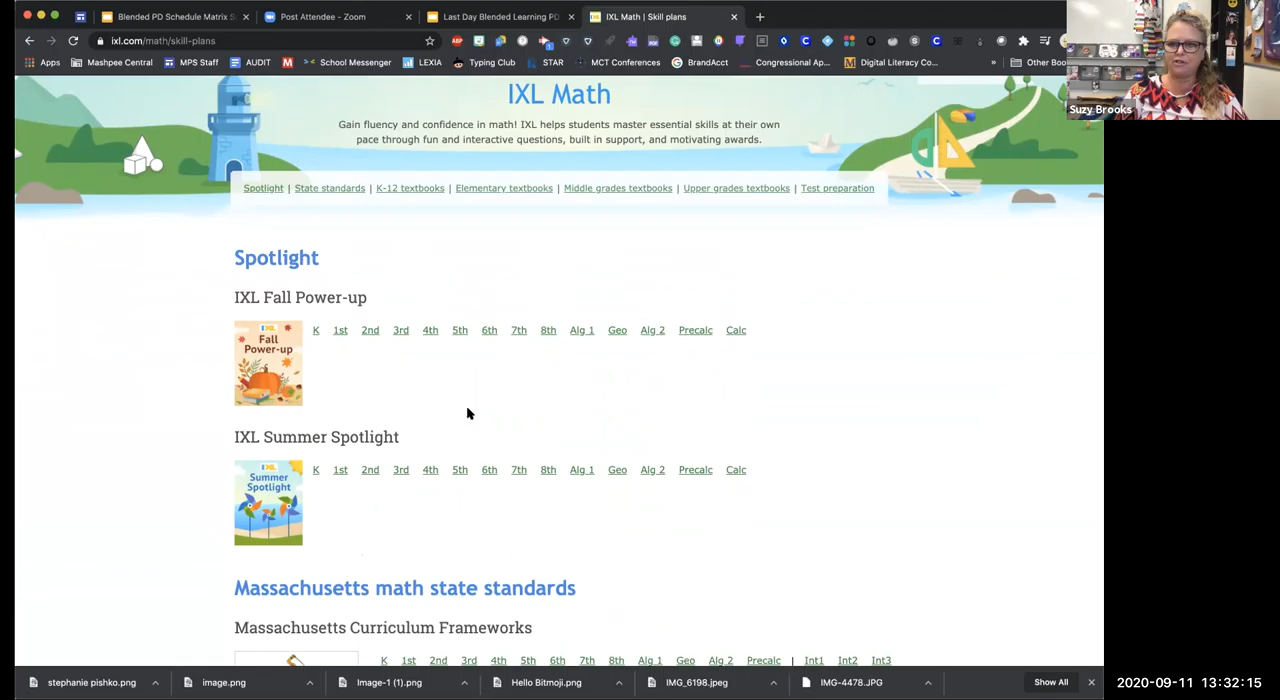 Blended PD Schedule Matrix S
Post Attendee - Zoom
Last Day Blended Learning PD
IXL Math | Skill plans
ixl.com/math/skill-plans
Apps
Mashpee Central
MPS Staff
AUDIT
School Messenger
LEXIA
Typing Club
STAR
MCT Conferences
BrandAcct
Congressional Ap...
Digital Literacy Co...
»
Other Boo
Suzy Brooks
IXL Math
Gain fluency and confidence in math! IXL helps students master essential skills at their own
pace through fun and interactive questions, built in support, and motivating awards.
Spotlight | State standards | K-12 textbooks | Elementary textbooks | Middle grades textbooks | Upper grades textbooks | Test preparation
Spotlight
IXL Fall Power-up
IXL
Fall
Power-up
K 1st 2nd 3rd 4th 5th 6th 7th 8th Alg 1 Geo Alg 2 Precalc Calc
IXL Summer Spotlight
IXL
Summer
Spotlight
K 1st 2nd 3rd 4th 5th 6th 7th 8th Alg 1 Geo Alg 2 Precalc Calc
Massachusetts math state standards
Massachusetts Curriculum Frameworks
K 1st 2nd 3rd 4th 5th 6th 7th 8th Alg 1 Geo Alg 2 Precalc | Int1 Int2 Int3
stephanie pishko.png
image.png
Image-1 (1).png
Hello Bitmoji.png
IMG_6198.jpeg
IMG-4478.JPG
Show All
2020-09-11 13:32:15